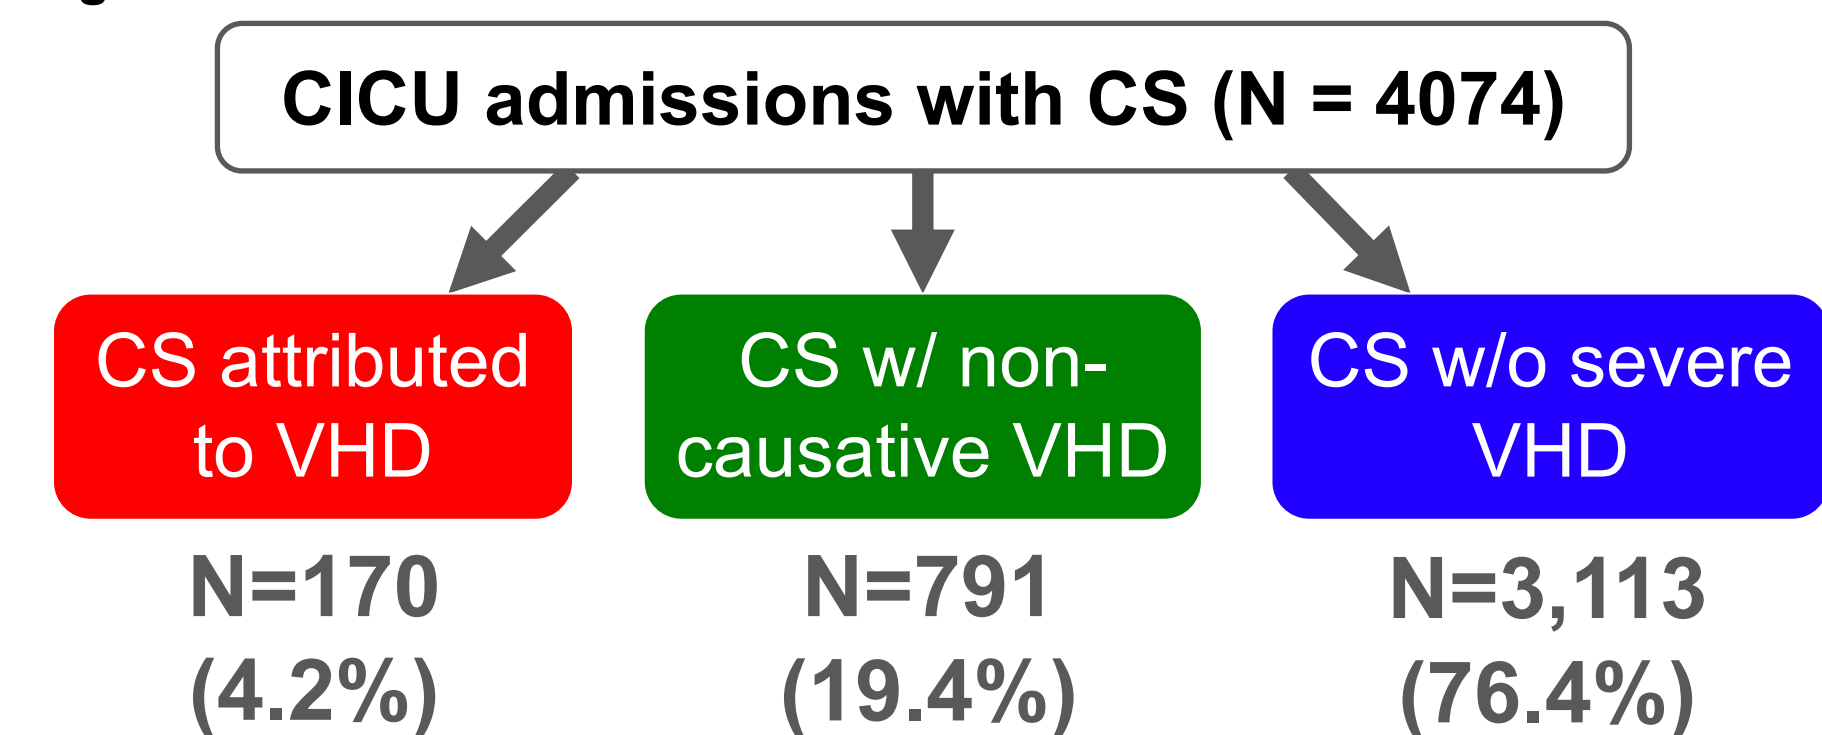 CICU admissions with CS (N = 4074)
CS attributed
to VHD
CS w/ non-
causative VHD
CS w/o severe
VHD
N=170
(4.2%)
N=791
(19.4%)
N=3,113
(76.4%)